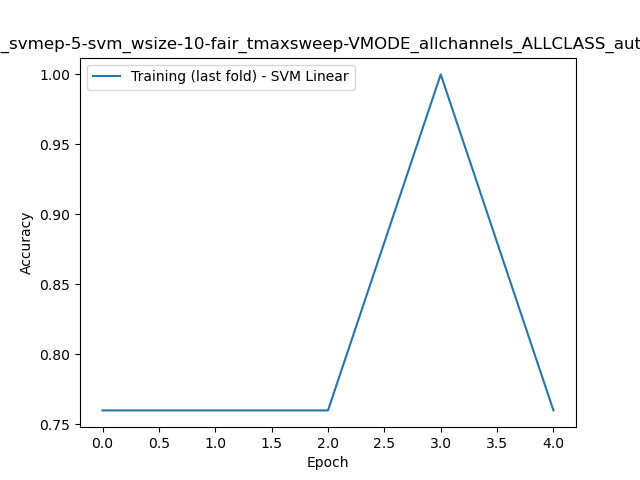 _svmep-5-svm_wsize-10-fair_tmaxsweep-VMODE_allchannels_ALLCLASS_aut
Training (last fold) - SVM Linear
1.00
0.95
0.90
0.85
0.80
0.75
Accuracy
0.0 0.5 1.0 1.5 2.0 2.5 3.0 3.5 4.0
Epoch